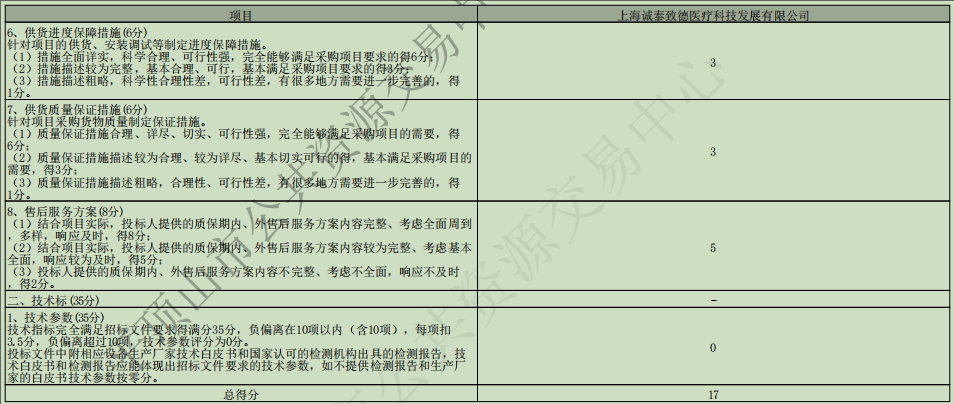 项目
上海诚泰致德医疗科技发展有限公司
6、供货进度保障措施(6分)
针对项目的供货、安装调试等制定进度保障措施。
(1)措施全面详实，科学合理、可行性强，完全能够满足采购项目要求的得6分；
(2)措施描述较为完整，基本合理、可行，基本满足采购项目要求的得3分；
(3)措施描述粗略，科学性合理性差，可行性差，有很多地方需要进一步完善的，得
1分。
3
7、供货质量保证措施(6分)
针对项目采购货物质量制定保证措施。
(1)质量保证措施合理、详尽、切实、可行性强，完全能够满足采购项目的需要，得
6分；
(2)质量保证措施描述较为合理、较为详尽、基本切实可行的得，基本满足采购项目的
需要，得3分；
(3)质量保证措施描述粗略，合理性、可行性差，有很多地方需要进一步完善的，得
1分。
3
8、售后服务方案(8分)
(1)结合项目实际，投标人提供的质保期内、外售后服务方案内容完整、考虑全面周到
，多样，响应及时，得8分；
(2)结合项目实际，投标人提供的质保期内、外售后服务方案内容较为完整、考虑基本
全面，响应较为及时，得5分；
(3)投标人提供的质保期内、外售后服务方案内容不完整、考虑不全面，响应不及时
，得2分。
5
二、技术标(35分)
-
1、技术参数(35分)
技术指标完全满足招标文件要求得满分35分，负偏离在10项以内（含10项），每项扣
3.5分，负偏离超过10项，技术参数评分为0分。
投标文件中附相应设备生产厂家技术白皮书和国家认可的检测机构出具的检测报告，技
术白皮书和检测报告应能体现出招标文件要求的技术参数，如不提供检测报告和生产厂
家的白皮书技术参数按零分。
0
总得分
17
顶山市公共资源交易中
公共资源交易中心